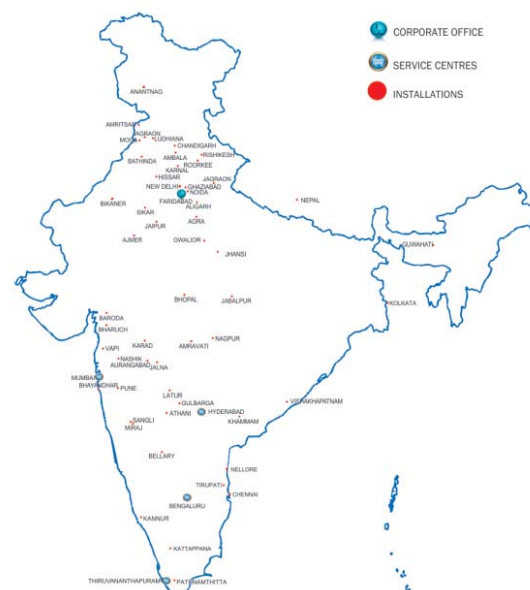 CORPORATE OFFICE
SERVICE CENTRES
INSTALLATIONS
ANANTNAG
AMRITSAR
JAGRAON
MOGA
LUDHIANA
CHANDIGARH
RISHIKESH
BATHINDA
AMBALA
ROORKEE
KARNAL
HISSAR
JAGRAON
NEW DELHI
GHAZIABAD
NOIDA
NEPAL
BIKANER
FARIDABAD
ALIGARH
SIKAR
AGRA
JAIPUR
AJMER
GWALIOR
JHANSI
GUWAHATI
BHOPAL
JABALPUR
KOLKATA
BARODA
BHARUCH
VAPI
KARAD
AMRAVATI
NAGPUR
NASHIK
AURANGABAD
JALNA
MUMBAI
BHAYANDHAR
PUNE
LATUR
GULBARGA
VISHAKHAPATNAM
ATHANI
HYDERABAD
KHAMMAM
SANGLI
MIRAJ
BELLARY
NELLORE
TIRUPATI
CHENNAI
BENGALURU
KANNUR
KATTAPPANA
THIRUVANANTHAPURAM
PATHNAMTHITTA